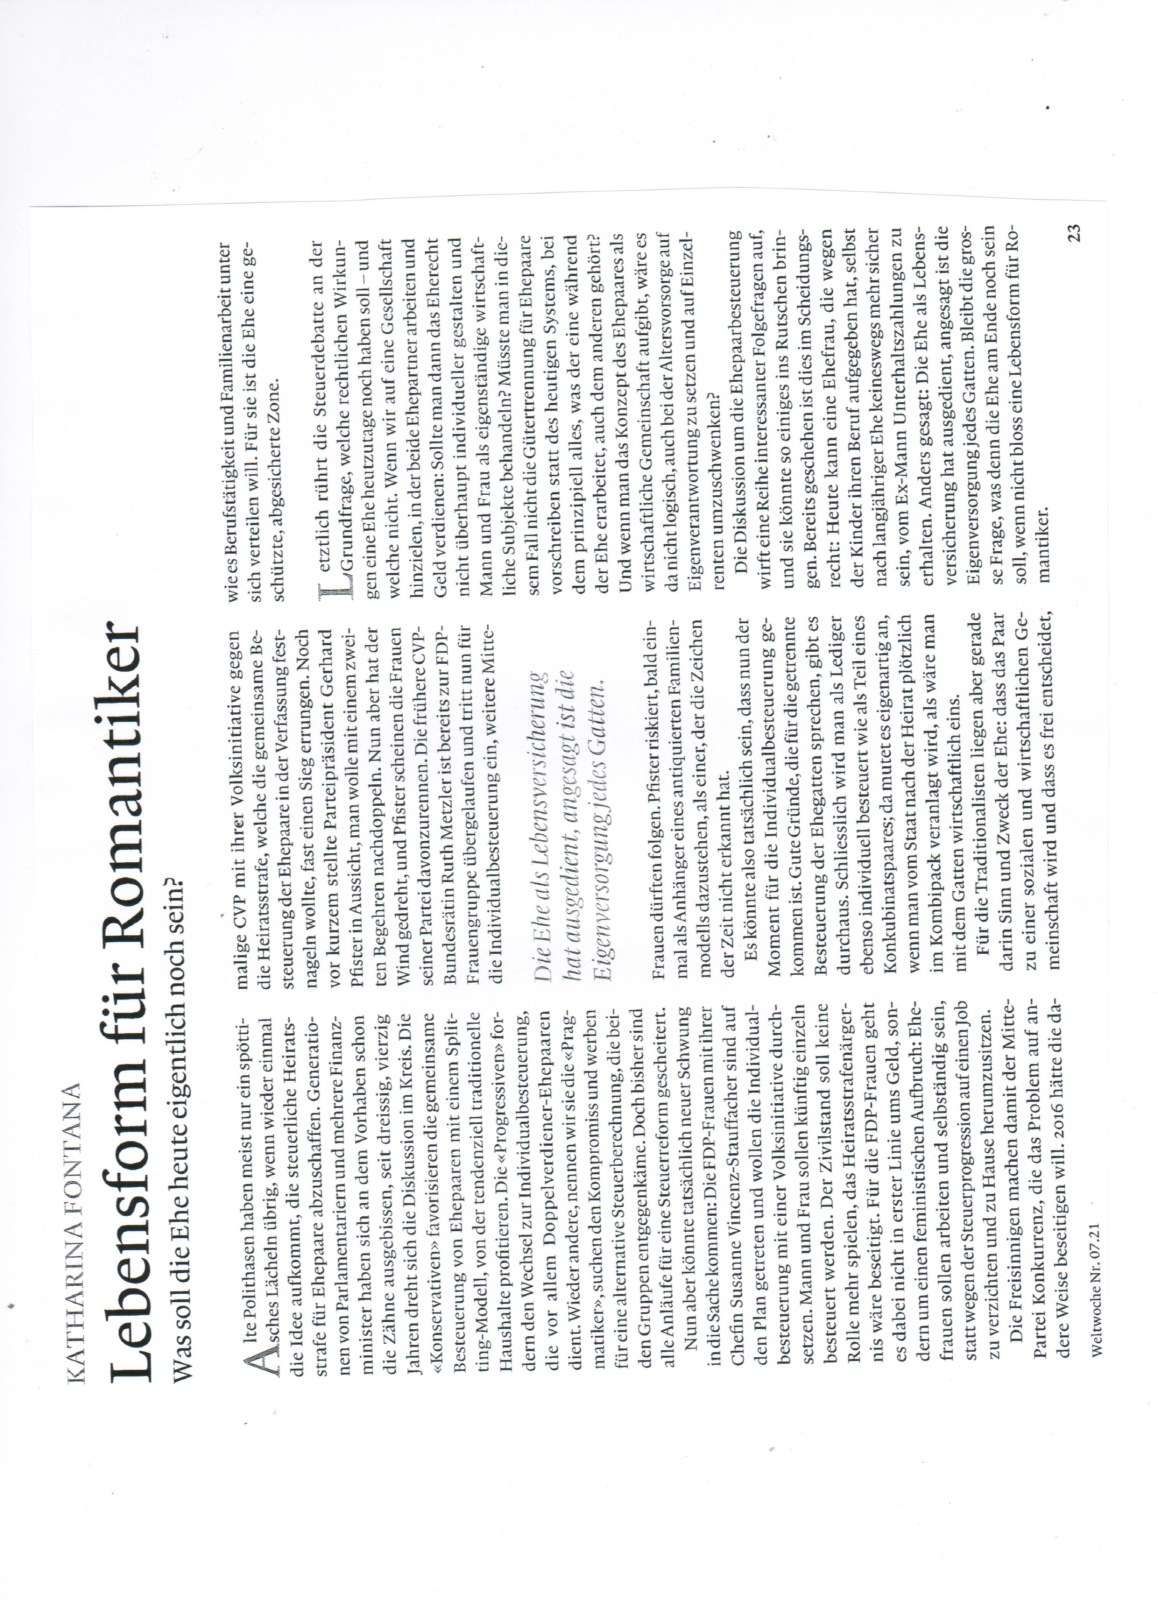 KATHARINA FONTANA
Lebensform für Romantiker
Was soll die Ehe heute eigentlich noch sein?
Alte Polithasen haben meist nur ein spötti-
sches Lächeln übrig, wenn wieder einmal
die Idee aufkommt, die steuerliche Heirats-
strafe für Ehepaare abzuschaffen. Generatio-
nen von Parlamentariern und mehrere Finanz-
minister haben sich an dem Vorhaben schon
die Zähne ausgebissen, seit dreissig, vierzig
Jahren dreht sich die Diskussion im Kreis. Die
«Konservativen» favorisieren die gemeinsame
Besteuerung von Ehepaaren mit einem Split-
ting-Modell, von der tendenziell traditionelle
Haushalte profitieren. Die «Progressiven» for-
dern den Wechsel zur Individualbesteuerung,
die vor allem Doppelverdiener-Ehepaaren
dient. Wieder andere, nennen wir sie die «Prag-
matiker», suchen den Kompromiss und werben
für eine alternative Steuerberechnung, die bei-
den Gruppen entgegenkäme. Doch bisher sind
alle Anläufe für eine Steuerreform gescheitert.
Nun aber könnte tatsächlich neuer Schwung
in die Sache kommen: Die FDP-Frauen mit ihrer
Chefin Susanne Vincenz-Stauffacher sind auf
den Plan getreten und wollen die Individual-
besteuerung mit einer Volksinitiative durch-
setzen. Mann und Frau sollen künftig einzeln
besteuert werden. Der Zivilstand soll keine
Rolle mehr spielen, das Heiratsstrafenärger-
nis wäre beseitigt. Für die FDP-Frauen geht
es dabei nicht in erster Linie ums Geld, son-
dern um einen feministischen Aufbruch: Ehe-
frauen sollen arbeiten und selbständig sein,
statt wegen der Steuerprogression auf einen Job
zu verzichten und zu Hause herumzusitzen.
Die Freisinnigen machen damit der Mitte-
Partei Konkurrenz, die das Problem auf an-
dere Weise beseitigen will. 2016 hätte die da-
malige CVP mit ihrer Volksinitiative gegen
die Heiratsstrafe, welche die gemeinsame Be-
steuerung der Ehepaare in der Verfassung fest-
nageln wollte, fast einen Sieg errungen. Noch
vor kurzem stellte Parteipräsident Gerhard
Pfister in Aussicht, man wolle mit einem zwei-
ten Begehren nachdoppeln. Nun aber hat der
Wind gedreht, und Pfister scheinen die Frauen
seiner Partei davonzurennen. Die frühere CVP-
Bundesrätin Ruth Metzler ist bereits zur FDP-
Frauengruppe übergelaufen und tritt nun für
die Individualbesteuerung ein, weitere Mitte-
Die Ehe als Lebensversicherung
hat ausgedient, angesagt ist die
Eigenversorgung jedes Gatten.
Frauen dürften folgen. Pfister riskiert, bald ein-
mal als Anhänger eines antiquierten Familien-
modells dazustehen, als einer, der die Zeichen
der Zeit nicht erkannt hat.
Es könnte also tatsächlich sein, dass nun der
Moment für die Individualbesteuerung ge-
kommen ist. Gute Gründe, die für die getrennte
Besteuerung der Ehegatten sprechen, gibt es
durchaus. Schliesslich wird man als Lediger
ebenso individuell besteuert wie als Teil eines
Konkubinatspaares; da mutet es eigenartig an,
wenn man vom Staat nach der Heirat plötzlich
im Kombipack veranlagt wird, als wäre man
mit dem Gatten wirtschaftlich eins.
Für die Traditionalisten liegen aber gerade
darin Sinn und Zweck der Ehe: dass das Paar
zu einer sozialen und wirtschaftlichen Ge-
meinschaft wird und dass es frei entscheidet,
wie es Berufstätigkeit und Familienarbeit unter
sich verteilen will. Für sie ist die Ehe eine ge-
schützte, abgesicherte Zone.
Letztlich rührt die Steuerdebatte an der
Grundfrage, welche rechtlichen Wirkun-
gen eine Ehe heutzutage noch haben soll – und
welche nicht. Wenn wir auf eine Gesellschaft
hinzielen, in der beide Ehepartner arbeiten und
Geld verdienen: Sollte man dann das Eherecht
nicht überhaupt individueller gestalten und
Mann und Frau als eigenständige wirtschaft-
liche Subjekte behandeln? Müsste man in die-
sem Fall nicht die Gütertrennung für Ehepaare
vorschreiben statt des heutigen Systems, bei
dem prinzipiell alles, was der eine während
der Ehe erarbeitet, auch dem anderen gehört?
Und wenn man das Konzept des Ehepaares als
wirtschaftliche Gemeinschaft aufgibt, wäre es
da nicht logisch, auch bei der Altersvorsorge auf
Eigenverantwortung zu setzen und auf Einzel-
renten umzuschwenken?
Die Diskussion um die Ehepaarbesteuerung
wirft eine Reihe interessanter Folgefragen auf,
und sie könnte so einiges ins Rutschen brin-
gen. Bereits geschehen ist dies im Scheidungs-
recht: Heute kann eine Ehefrau, die wegen
der Kinder ihren Beruf aufgegeben hat, selbst
nach langjähriger Ehe keineswegs mehr sicher
sein, vom Ex-Mann Unterhaltszahlungen zu
erhalten. Anders gesagt: Die Ehe als Lebens-
versicherung hat ausgedient, angesagt ist die
Eigenversorgung jedes Gatten. Bleibt die gros-
se Frage, was denn die Ehe am Ende noch sein
soll, wenn nicht bloss eine Lebensform für Ro-
mantiker.
Weltwoche Nr. 07.21
23